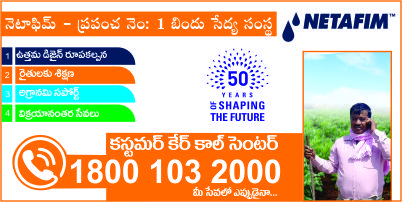 నెటాఫిమ్ - ప్రపంచ నెం: 1 బిందు సేద్య సంస్థ
NETAFIM™
1 ఉత్తమ డిజైన్ రూపకల్పన
2 రైతులకు శిక్షణ
3 అగ్రానమి సపోర్ట్
4 విక్రయానంతర సేవలు
50
YEARS
OF SHAPING
THE FUTURE
కస్టమర్ కేర్ కాల్ సెంటర్
1800 103 2000
మీ సేవలో ఎప్పుడైనా...